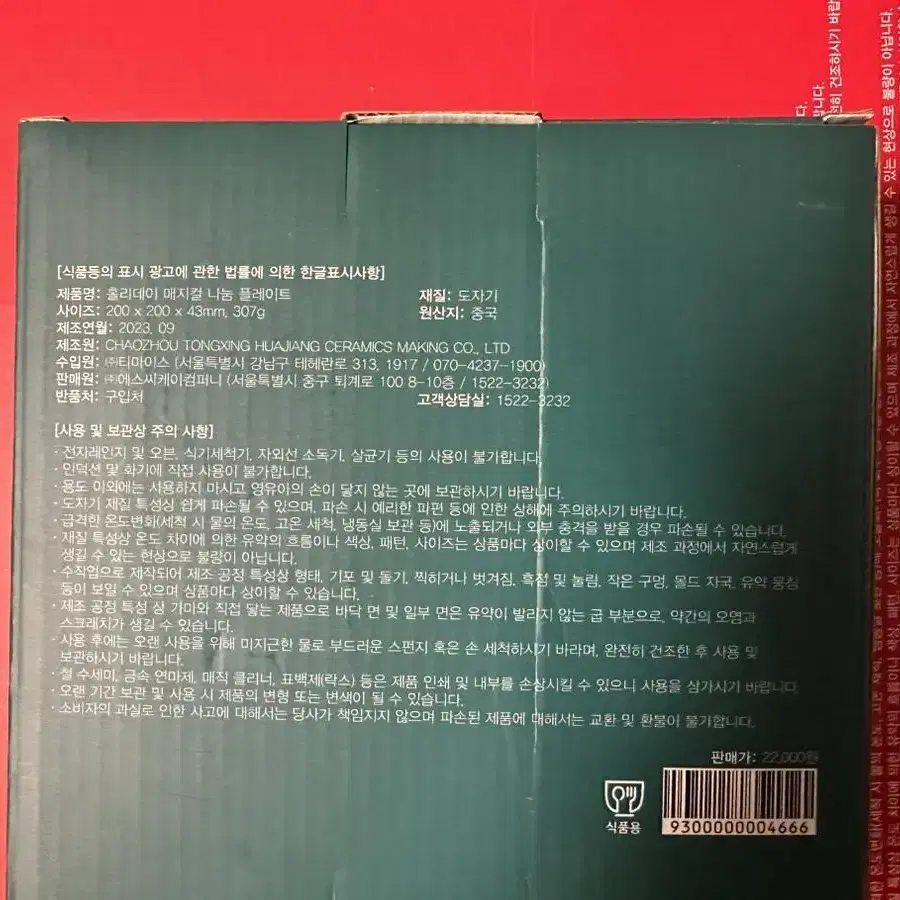 [식품등의 표시 광고에 관한 법률에 의한 한글표시사항]
제품명: 홀리데이 매지컬 나눔 플레이트 재질: 도자기
사이즈: 200 x 200 x 43mm, 307g 원산지: 중국
제조연월: 2023. 09
제조원: CHAOZHOU TONGXING HUAJIANG CERAMICS MAKING CO., LTD
수입원: ㈜티마이스 (서울특별시 강남구 테헤란로 313, 1917 / 070-4237-1900)
판매원: ㈜에스씨케이컴퍼니 (서울특별시 중구 퇴계로 100 8-10층 / 1522-3232)
반품처: 구입처 고객상담실: 1522-3232
[사용 및 보관상 주의 사항]
· 전자레인지 및 오븐, 식기세척기, 자외선 소독기, 살균기 등의 사용이 불가합니다.
· 인덕션 및 화기에 직접 사용이 불가합니다.
· 용도 이외에는 사용하지 마시고 영유아의 손이 닿지 않는 곳에 보관하시기 바랍니다.
· 도자기 재질 특성상 쉽게 파손될 수 있으며, 파손 시 예리한 파편 등에 인한 상해에 주의하시기 바랍니다.
· 급격한 온도변화(세척 시 물의 온도, 고온 세척, 냉동실 보관 등)에 노출되거나 외부 충격을 받을 경우 파손될 수 있습니다.
· 재질 특성상 온도 차이에 의한 유약의 흐름이나 색상, 패턴, 사이즈는 상품마다 상이할 수 있으며 제조 과정에서 자연스럽게
생길 수 있는 현상으로 불량이 아닙니다.
· 수작업으로 제작되어 제조 공정 특성상 형태, 기포 및 돌기, 찍히거나 벗겨짐, 흑점 및 눌림, 작은 구멍, 몰드 자국, 유약 뭉침
등이 보일 수 있으며 상품마다 상이할 수 있습니다.
· 제조 공정 특성 상 가마와 직접 닿는 제품으로 바닥 면 및 일부 면은 유약이 발리지 않는 굽 부분으로, 약간의 오염과
스크래치가 생길 수 있습니다.
· 사용 후에는 오랜 사용을 위해 미지근한 물로 부드러운 스펀지 혹은 손 세척하시기 바라며, 완전히 건조한 후 사용 및
보관하시기 바랍니다.
· 철 수세미, 금속 연마제, 매직 클리너, 표백제(락스) 등은 제품 인쇄 및 내부를 손상시킬 수 있으니 사용을 삼가시기 바랍니다.
· 오랜 기간 보관 및 사용 시 제품의 변형 또는 변색이 될 수 있습니다.
· 소비자의 과실로 인한 사고에 대해서는 당사가 책임지지 않으며 파손된 제품에 대해서는 교환 및 환불이 불가합니다.
판매가: 22,000원
식품용
9300000004666